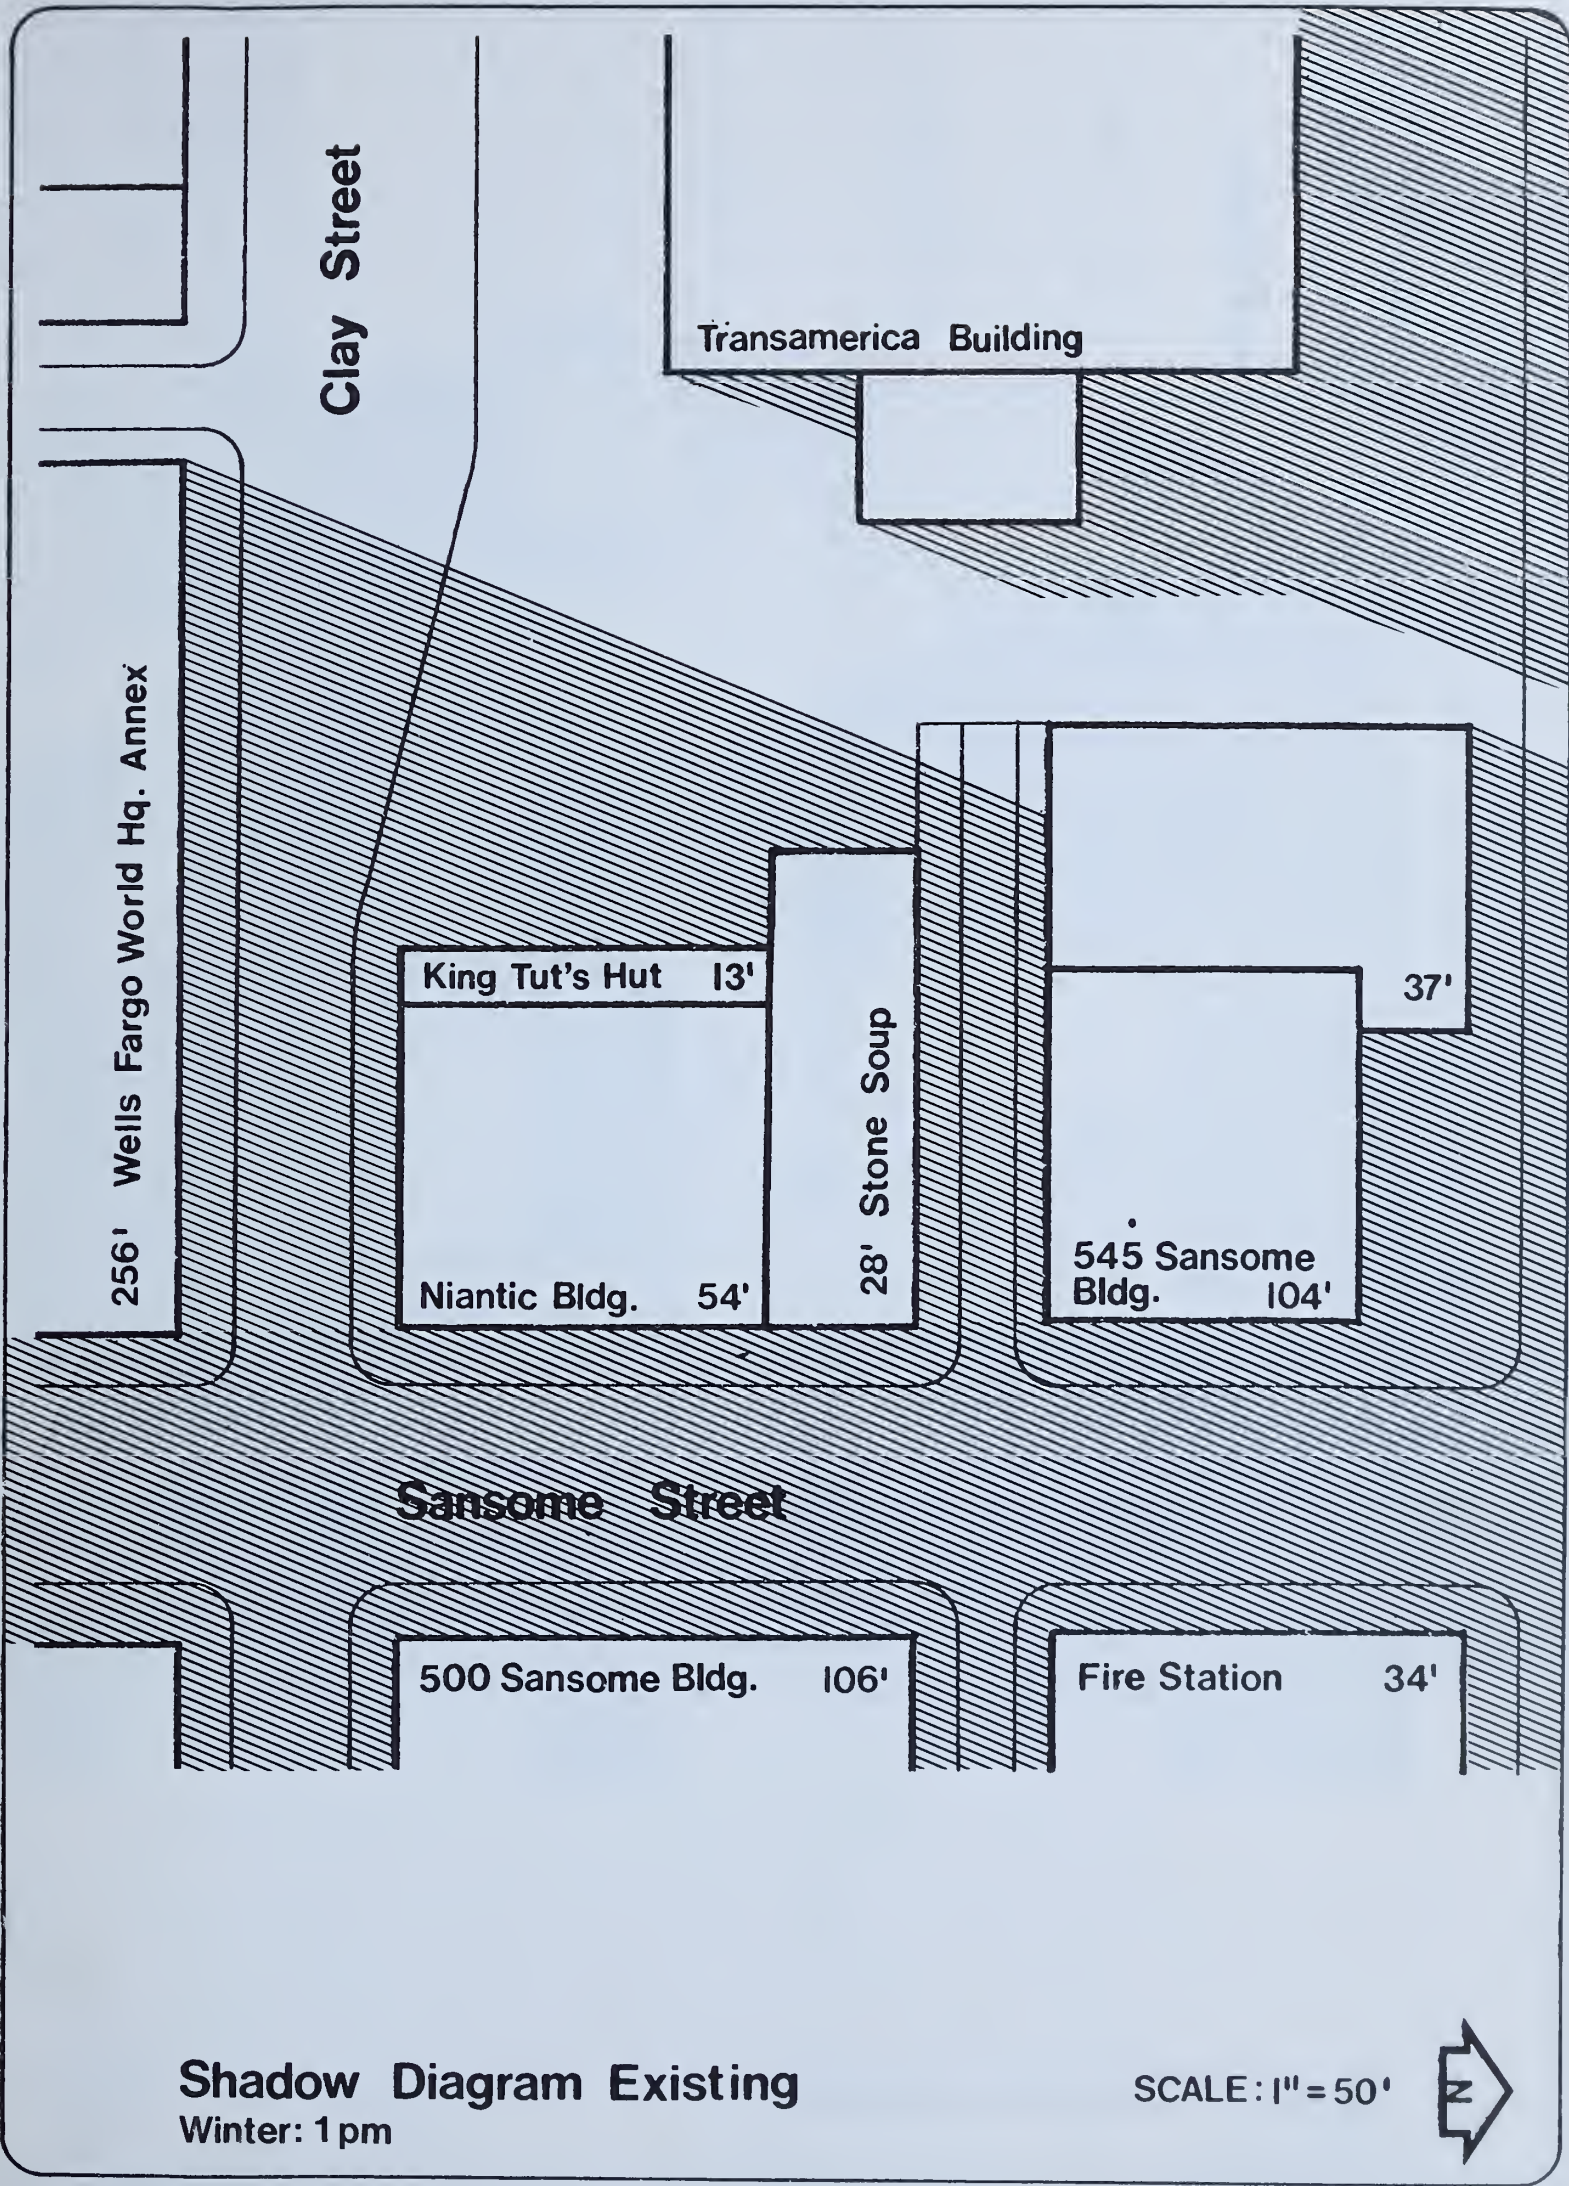 Clay Street
Transamerica Building
256' Wells Fargo World Hq. Annex
King Tut's Hut 13'
28' Stone Soup
37'
Niantic Bldg. 54'
545 Sansome
Bldg. 104'
Sansome Street
500 Sansome Bldg. 106'
Fire Station 34'
Shadow Diagram Existing
Winter: 1pm
SCALE: 1" = 50'
N